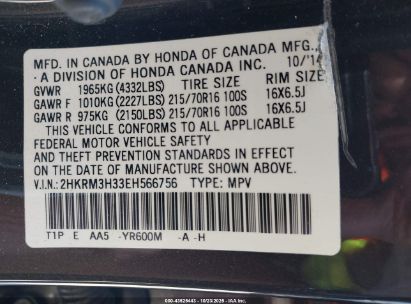 MFD. IN CANADA BY HONDA OF CANADA MFG.,
A DIVISION OF HONDA CANADA INC. 10/14
GVWR 1965KG (4332LBS) TIRE SIZE RIM SIZE
GAWR F 1010KG (2227LBS) 215/70R16 100S 16X6.5J
GAWR R 975KG (2150LBS) 215/70R16 100S 16X6.5J
THIS VEHICLE CONFORMS TO ALL APPLICABLE
FEDERAL MOTOR VEHICLE SAFETY
AND THEFT PREVENTION STANDARDS IN EFFECT
ON THE DATE OF MANUFACTURE SHOWN ABOVE.
V.I.N.: 2HKRM3H33EH566756 TYPE: MPV
T1P E AA5 -YR600M -A -H